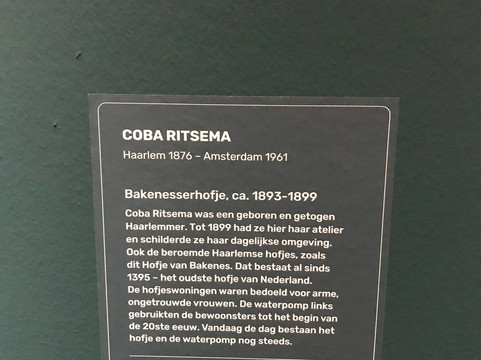 COBA RITSEMA
Haarlem 1876 – Amsterdam 1961
Bakenesserhofje, ca. 1893-1899
Coba Ritsema was een geboren en getogen
Haarlemmer. Tot 1899 had ze hier haar atelier
en schilderde ze haar dagelijkse omgeving.
Ook de beroemde Haarlemse hofjes, zoals
dit Hofje van Bakenes. Dat bestaat al sinds
1395 – het oudste hofje van Nederland.
De hofjeswoningen waren bedoeld voor arme,
ongetrouwde vrouwen. De waterpomp links
gebruikten de bewoonsters tot het begin van
de 20ste eeuw. Vandaag de dag bestaan het
hofje en de waterpomp nog steeds.